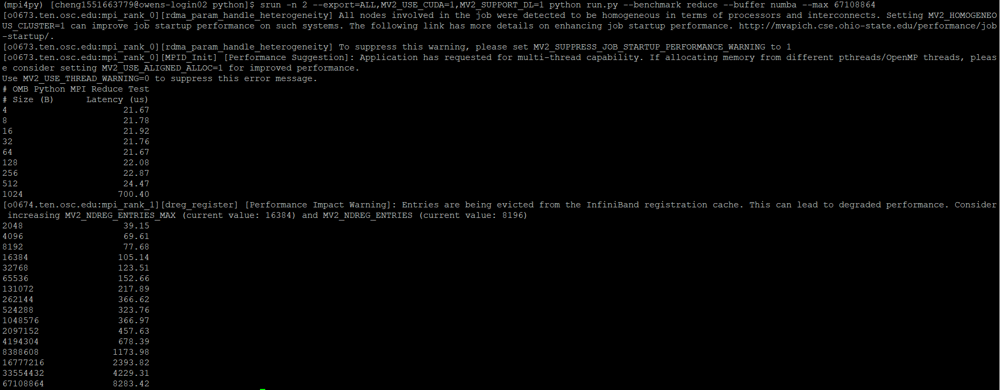 (mpi4py) [cheng1551663779@owens-login02 python]$ srun -n 2 --export=ALL,MV2_USE_CUDA=1,MV2_SUPPORT_DL=1 python run.py --benchmark reduce --buffer numba --max 67108864
[o0673.ten.osc.edu:mpi_rank_0][rdma_param_handle_heterogeneity] All nodes involved in the job were detected to be homogeneous in terms of processors and interconnects. Setting MV2_HOMOGENEO
US_CLUSTER=1 can improve job startup performance on such systems. The following link has more details on enhancing job startup performance. http://mvapich.cse.ohio-state.edu/performance/job
-startup/.
[o0673.ten.osc.edu:mpi_rank_0][rdma_param_handle_heterogeneity] To suppress this warning, please set MV2_SUPPRESS_JOB_STARTUP_PERFORMANCE_WARNING to 1
[o0673.ten.osc.edu:mpi_rank_0][MPID_Init] [Performance Suggestion]: Application has requested for multi-thread capability. If allocating memory from different pthreads/OpenMP threads, pleas
e consider setting MV2_USE_ALIGNED_ALLOC=1 for improved performance.
Use MV2_USE_THREAD_WARNING=0 to suppress this error message.
# OMB Python MPI Reduce Test
# Size (B)      Latency (us)
4                      21.67
8                      21.78
16                     21.92
32                     21.76
64                     21.67
128                    22.08
256                    22.87
512                    24.47
1024                  700.40
[o0674.ten.osc.edu:mpi_rank_1][dreg_register] [Performance Impact Warning]: Entries are being evicted from the InfiniBand registration cache. This can lead to degraded performance. Consider
 increasing MV2_NDREG_ENTRIES_MAX (current value: 16384) and MV2_NDREG_ENTRIES (current value: 8196)
2048                   39.15
4096                   69.61
8192                   77.68
16384                 105.14
32768                 123.51
65536                 152.66
131072                217.89
262144                366.62
524288                323.76
1048576               366.97
2097152               457.63
4194304               678.39
8388608              1173.98
16777216             2393.82
33554432             4229.31
67108864             8283.42